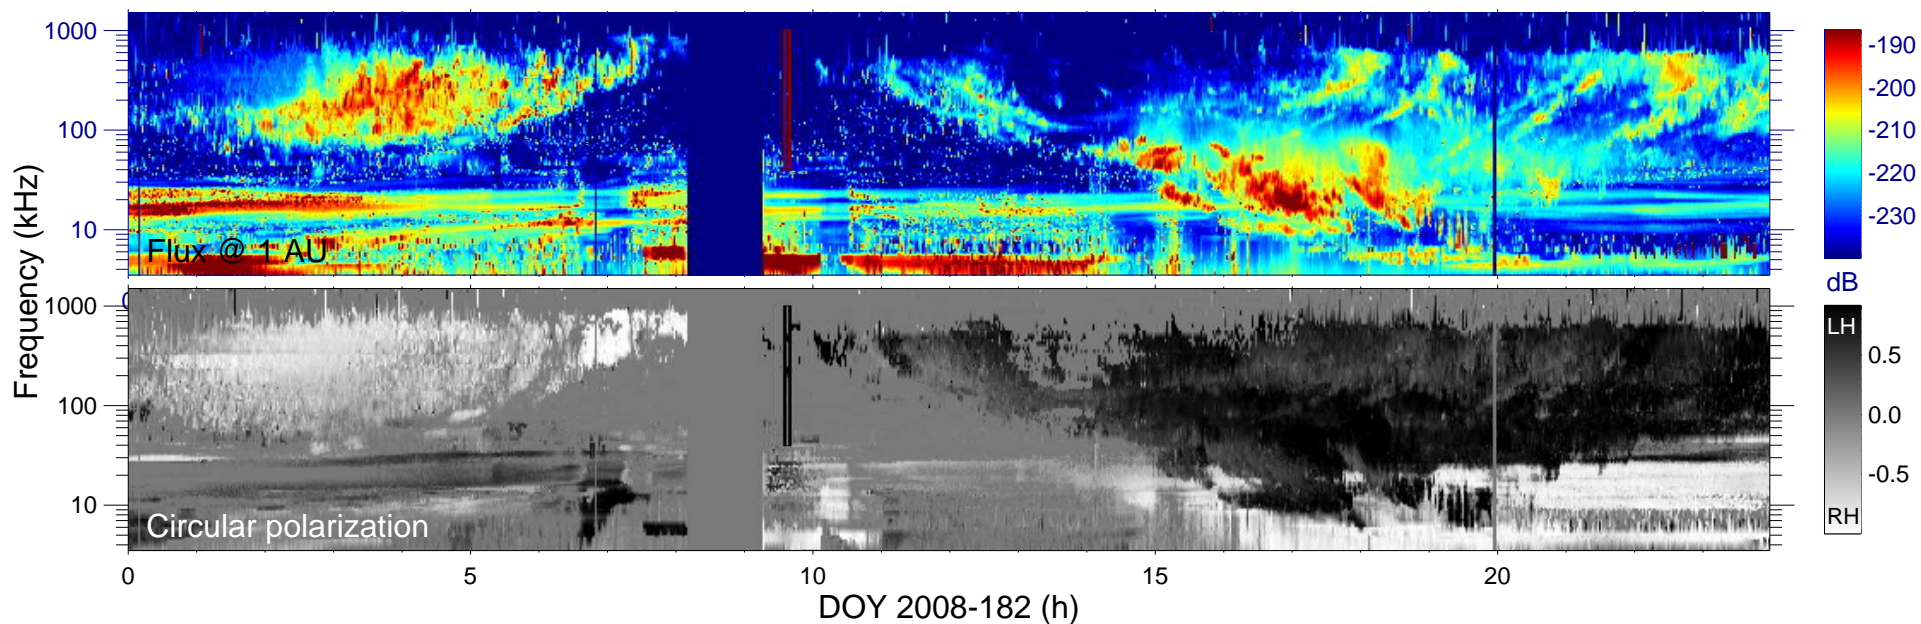 1000
100
10
Flux @ 1 AU
-190
-200
-210
-220
-230
dB
0
Frequency (kHz)
1000
100
10
Circular polarization
LH
0.5
0.0
-0.5
RH
0 5 10 15 20
DOY 2008-182 (h)